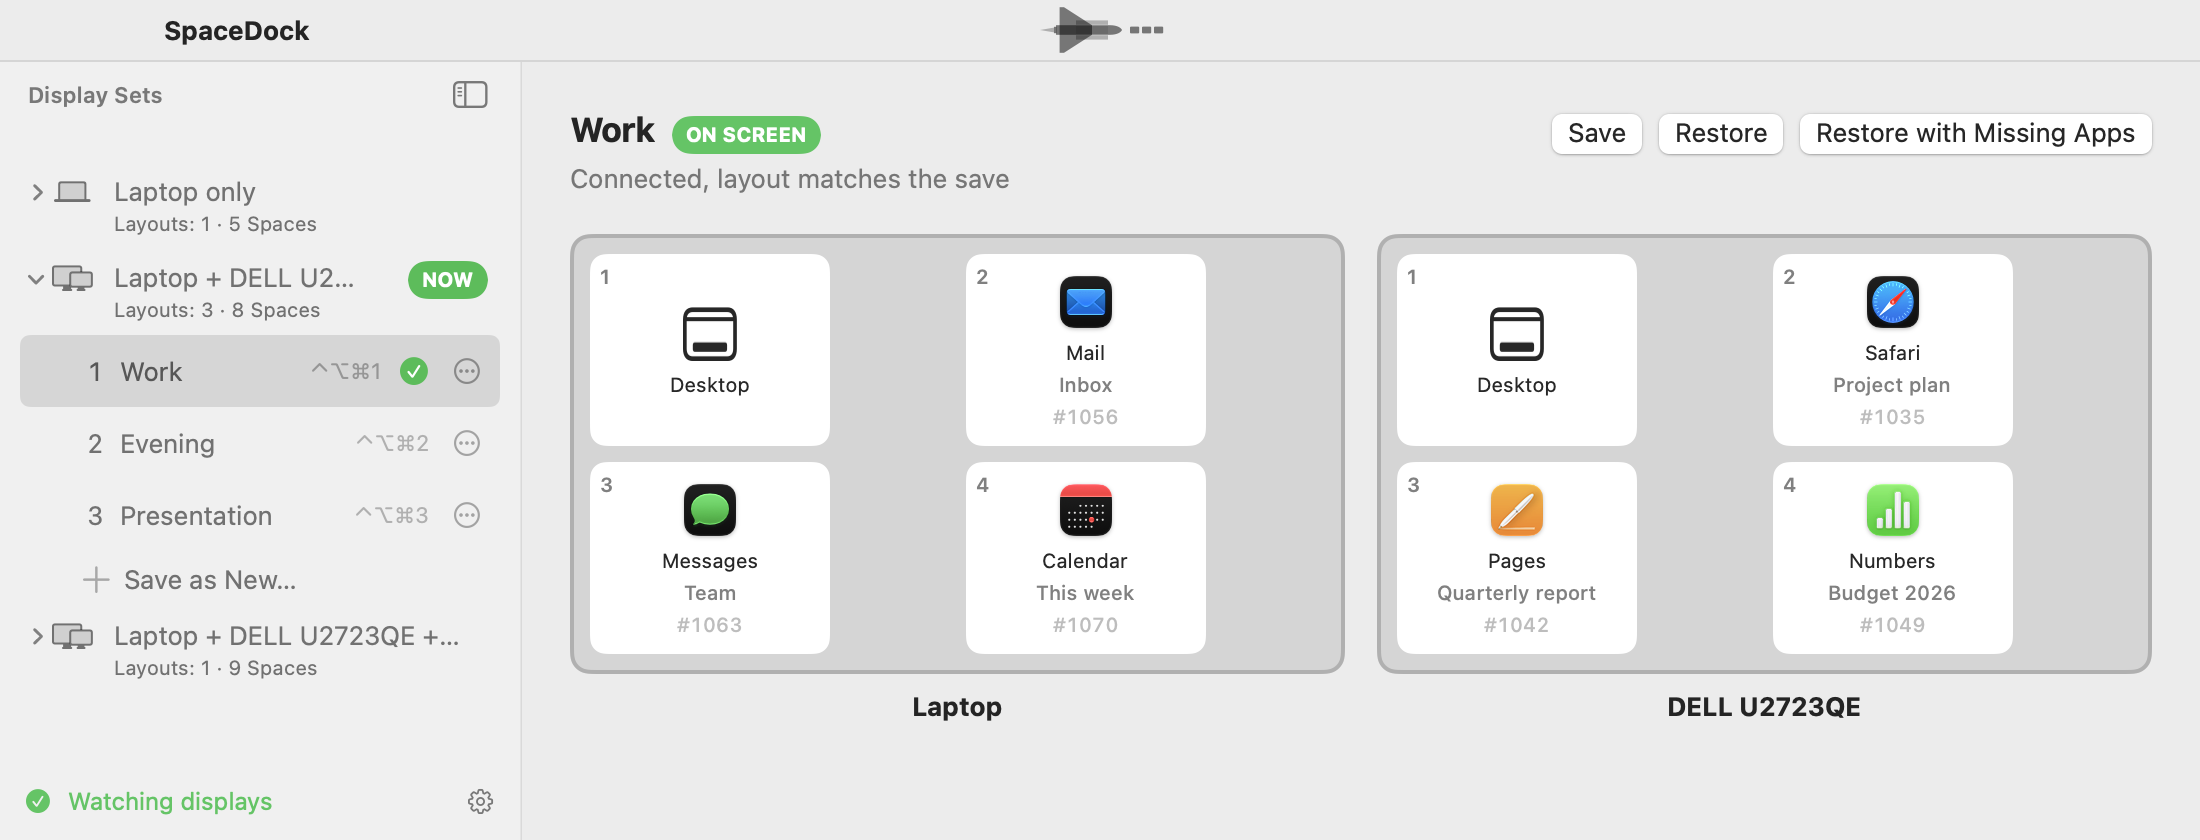 SpaceDock
Display Sets
Laptop only
Layouts: 1 · 5 Spaces
Laptop + DELL U2... NOW
Layouts: 3 · 8 Spaces
1 Work ^⌥⌘1
2 Evening ^⌥⌘2
3 Presentation ^⌥⌘3
Save as New...
Laptop + DELL U2723QE +...
Layouts: 1 · 9 Spaces
Watching displays
Work ON SCREEN
Connected, layout matches the save
Save
Restore
Restore with Missing Apps
1
Desktop
2
Mail
Inbox
#1056
3
Messages
Team
#1063
4
Calendar
This week
#1070
Laptop
1
Desktop
2
Safari
Project plan
#1035
3
Pages
Quarterly report
#1042
4
Numbers
Budget 2026
#1049
DELL U2723QE